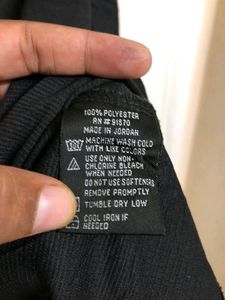 100% POLYESTER
RN # 91870
MADE IN JORDAN
MACHINE WASH COLD
WITH LIKE COLORS
USE ONLY NON-
CHLORINE BLEACH
WHEN NEEDED
DO NOT USE SOFTENERS
REMOVE PROMPTLY
TUMBLE DRY LOW
COOL IRON IF
NEEDED